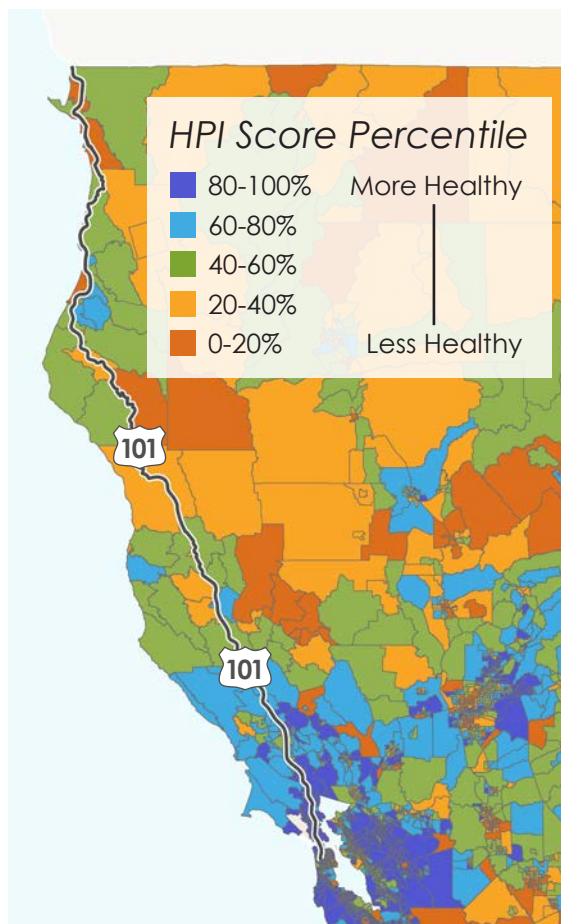 HPI Score Percentile
80-100% More Healthy
60-80%
40-60%
20-40%
0-20% Less Healthy
101
101